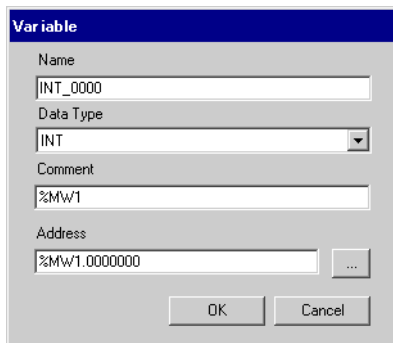 Variable
Name
INT_0000
Data Type
INT
Comment
%MW1
Address
%MW1.0000000
...
OK Cancel